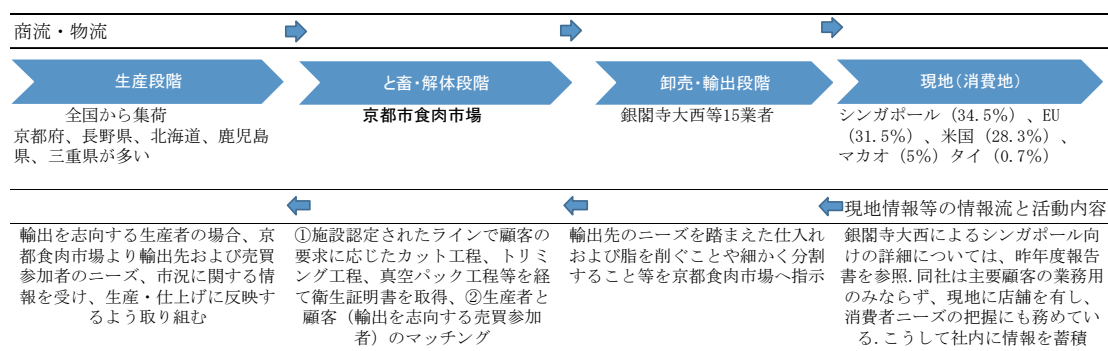 商流・物流
生産段階
と畜・解体段階
卸売・輸出段階
現地（消費地）
全国から集荷
京都府、長野県、北海道、鹿児島
県、三重県が多い
京都市食肉市場
銀閣寺大西等15業者
シンガポール（34.5%）、EU
（31.5%）、米国（28.3%）、
マカオ（5%）タイ（0.7%）
現地情報等の情報流と活動内容
輸出を志向する生産者の場合、京
都食肉市場より輸出先および売買
参加者のニーズ、市況に関する情
報を受け、生産・仕上げに反映す
るよう取り組む
①施設認定されたラインで顧客の
要求に応じたカット工程、トリ
ミング工程、真空パック工程等を経
て衛生証明書を取得、②生産者と
顧客（輸出を志向する売買参加
者）のマッチング
輸出先のニーズを踏まえた仕入れ
および脂を削ぐことや細かく分割
すること等を京都食肉市場へ指示
銀閣寺大西によるシンガポール向
けの詳細については、昨年度報告
書を参照.同社は主要顧客の業務用
のみならず、現地に店舗を有し、
消費者ニーズの把握にも務めてい
る.こうして社内に情報を蓄積